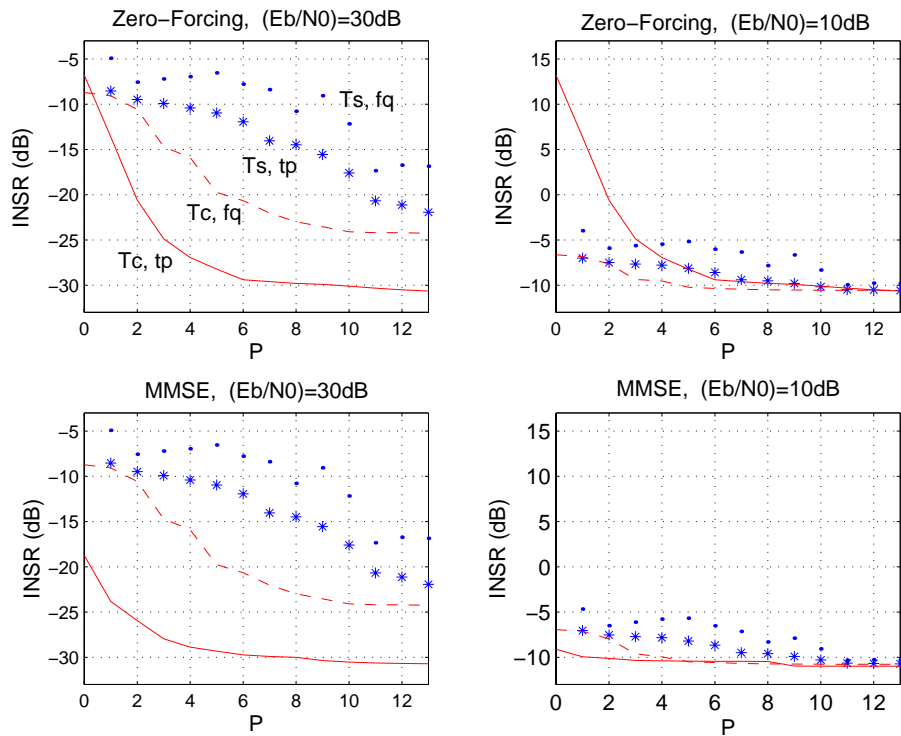 Zero−Forcing, (Eb/N0)=30dB
−5
−10
−15
−20
−25
−30
INSR (dB)
Ts, fq
Ts, tp
Tc, fq
Tc, tp
0 2 4 6 8 10 12
P
Zero−Forcing, (Eb/N0)=10dB
15
10
5
0
−5
−10
INSR (dB)
0 2 4 6 8 10 12
P
MMSE, (Eb/N0)=30dB
−5
−10
−15
−20
−25
−30
INSR (dB)
0 2 4 6 8 10 12
P
MMSE, (Eb/N0)=10dB
15
10
5
0
−5
−10
INSR (dB)
0 2 4 6 8 10 12
P